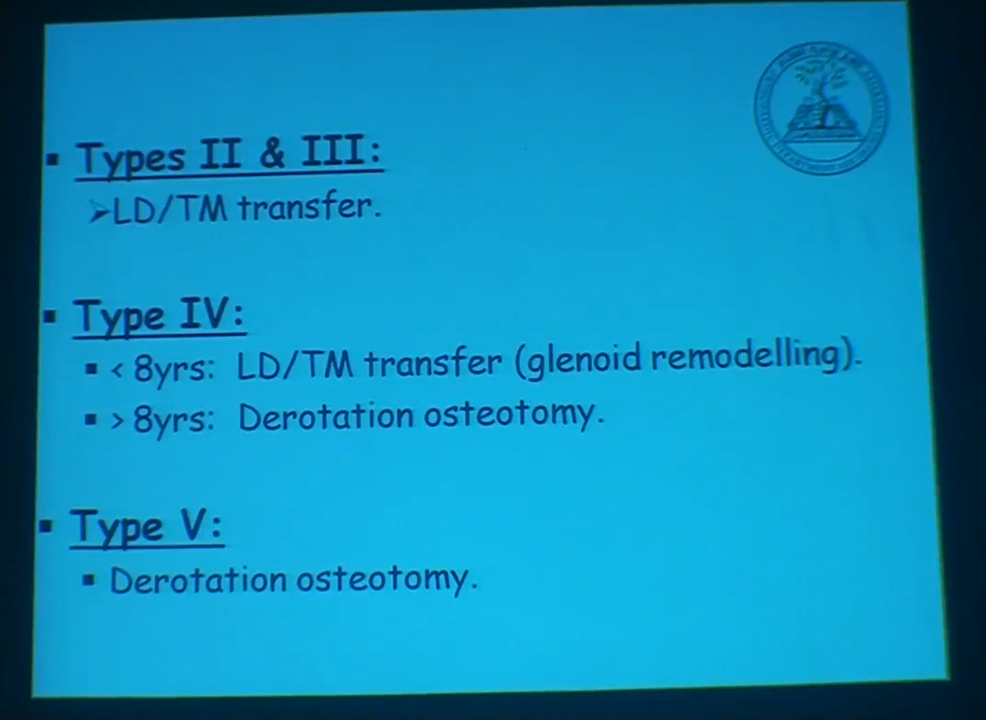 ▪ Types II & III:
➢LD/TM transfer.
▪ Type IV:
▪ < 8yrs: LD/TM transfer (glenoid remodelling).
▪ > 8yrs: Derotation osteotomy.
▪ Type V:
▪ Derotation osteotomy.